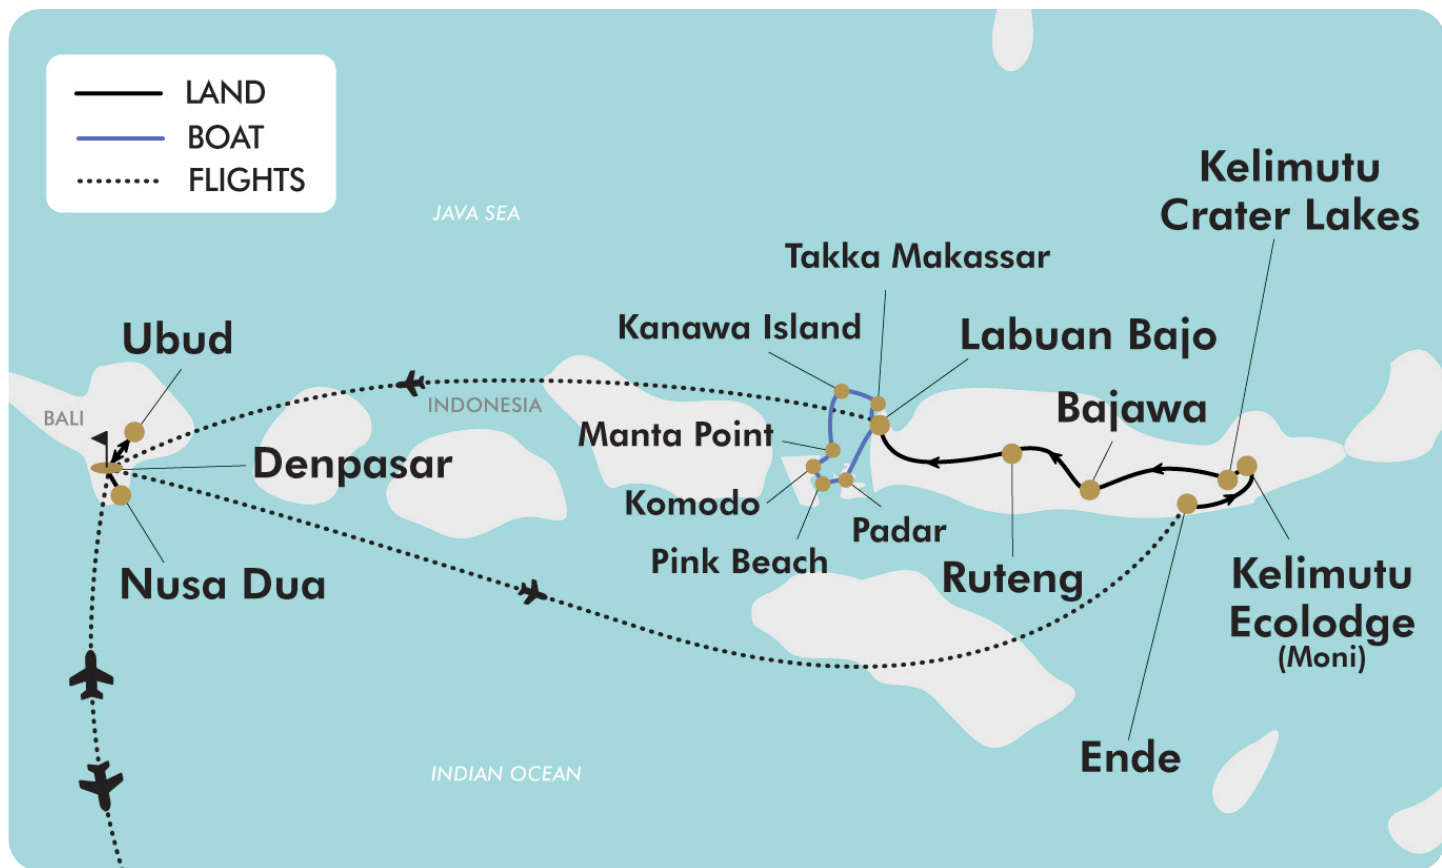 LAND
BOAT
FLIGHTS
JAVA SEA
Kelimutu
Crater Lakes
Takka Makassar
Kanawa Island
Labuan Bajo
Ubud
BALI
INDONESIA
Bajawa
Manta Point
Denpasar
Komodo
Padar
Pink Beach
Ruteng
Nusa Dua
Kelimutu
Ecolodge
(Moni)
Ende
INDIAN OCEAN